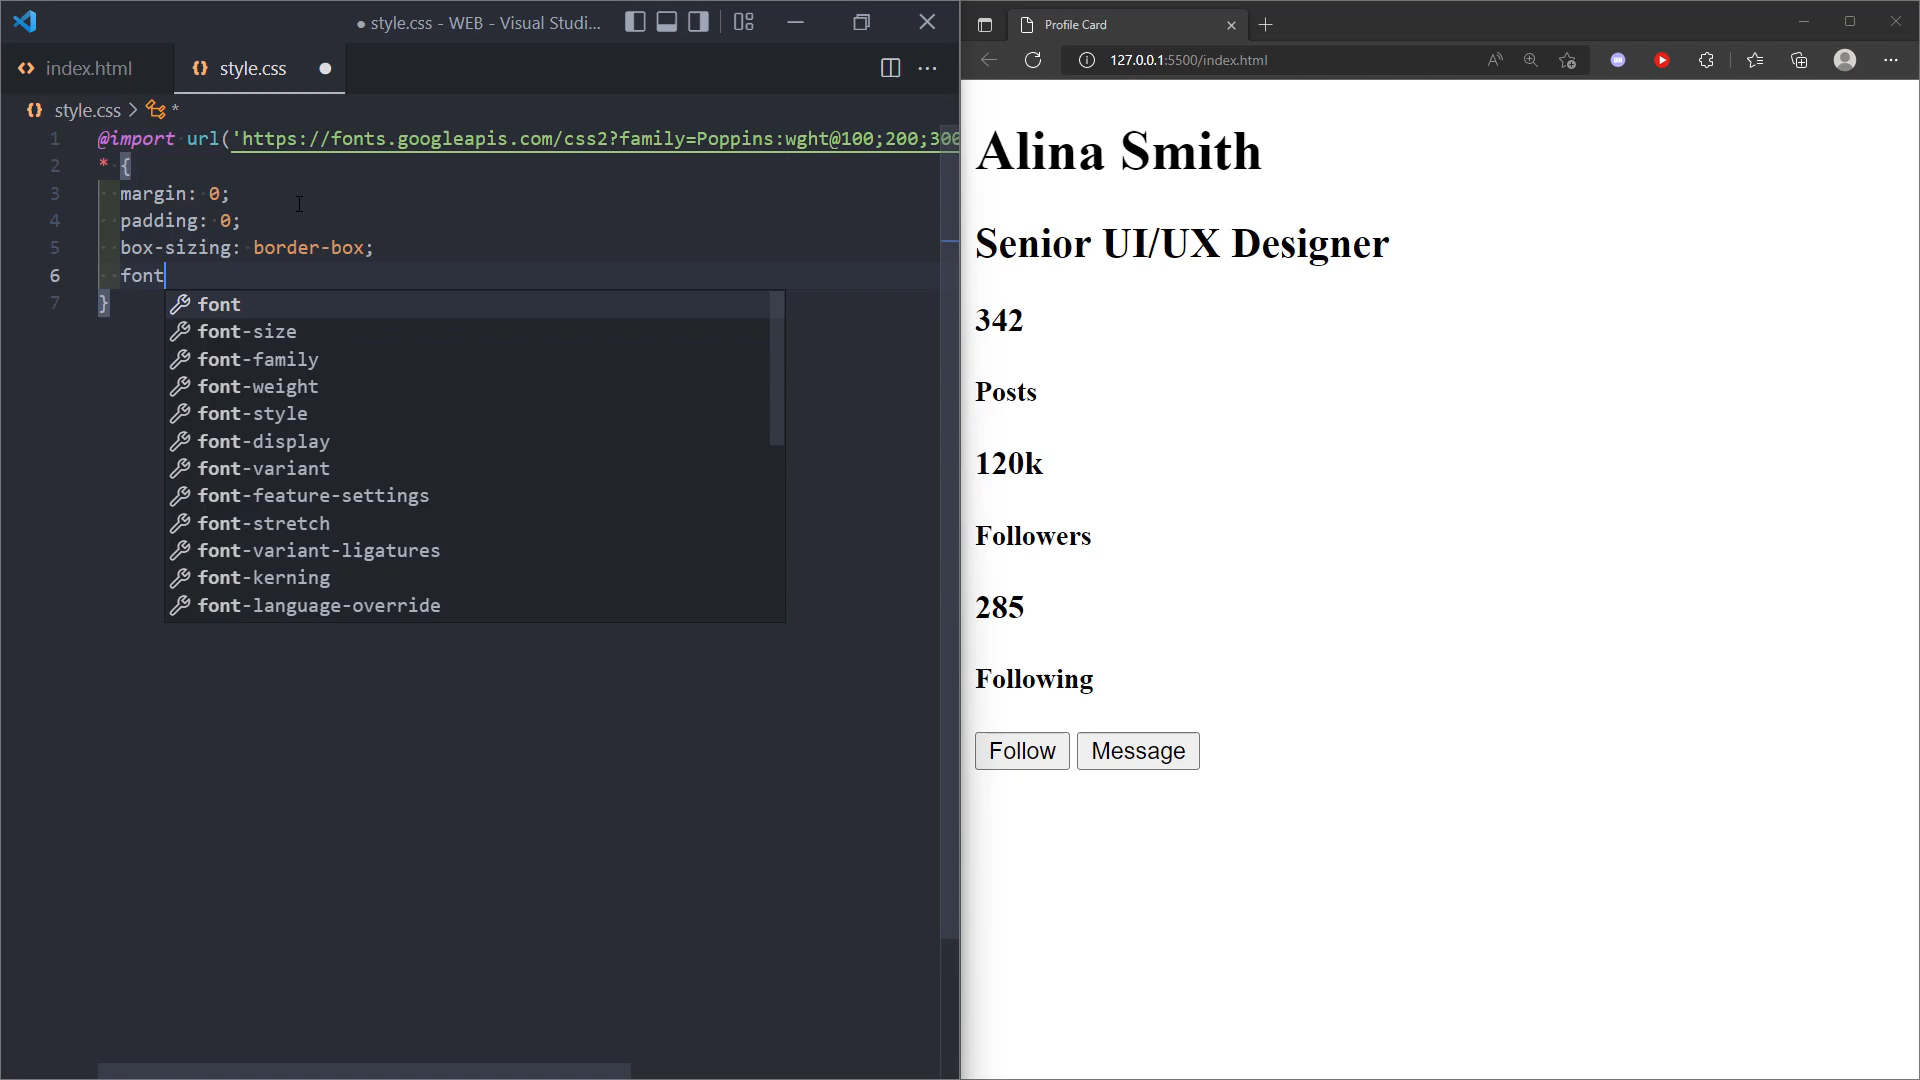 ● style.css - WEB - Visual Studi...
index.html
style.css
style.css > *
1 @import url('https://fonts.googleapis.com/css2?family=Poppins:wght@100;200;300
2 * {
3 margin: 0;
4 padding: 0;
5 box-sizing: border-box;
6 font
7 }
font
font-size
font-family
font-weight
font-style
font-display
font-variant
font-feature-settings
font-stretch
font-variant-ligatures
font-kerning
font-language-override
Profile Card
127.0.0.1:5500/index.html
Alina Smith
Senior UI/UX Designer
342
Posts
120k
Followers
285
Following
Follow Message